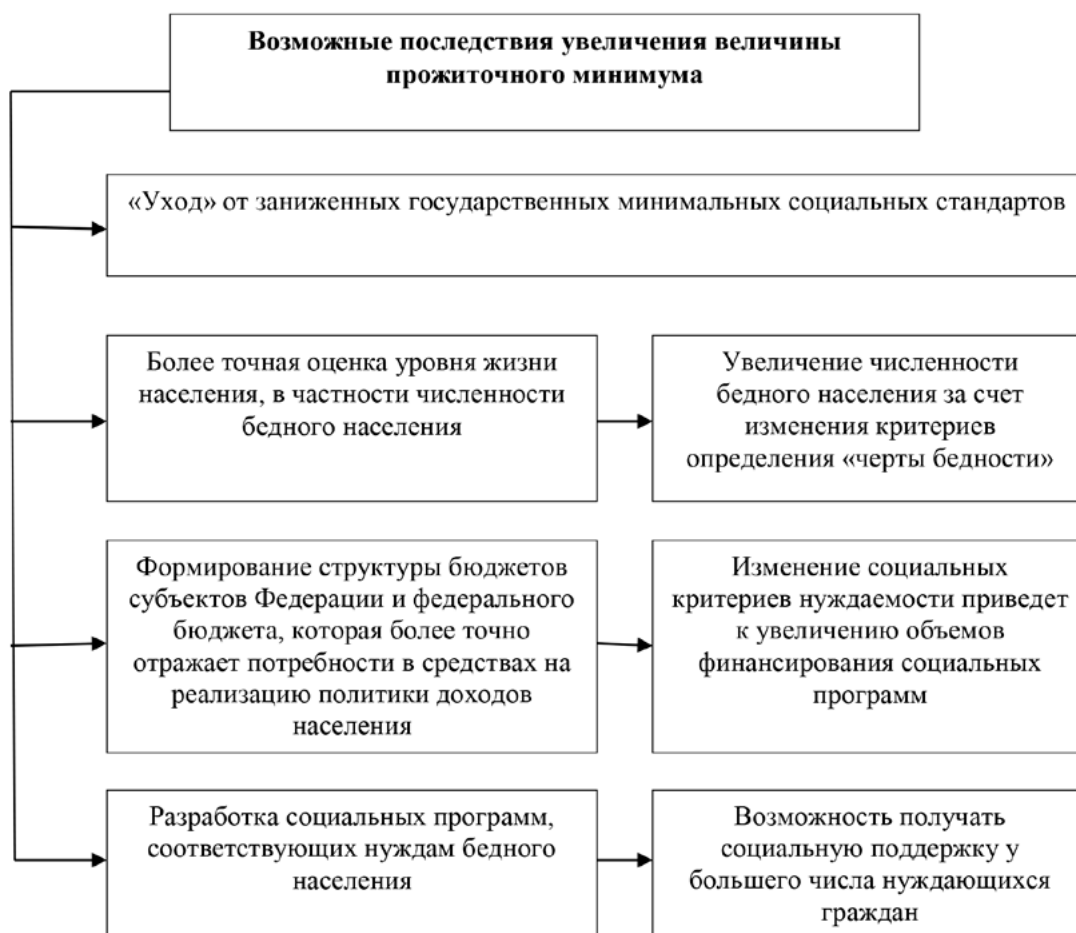 Возможные последствия увеличения величины
прожиточного минимума
«Уход» от заниженных государственных минимальных социальных стандартов
Более точная оценка уровня жизни
населения, в частности численности
бедного населения
Увеличение численности
бедного населения за счет
изменения критериев
определения «черты бедности»
Формирование структуры бюджетов
субъектов Федерации и федерального
бюджета, которая более точно
отражает потребности в средствах на
реализацию политики доходов
населения
Изменение социальных
критериев нуждаемости приведет
к увеличению объемов
финансирования социальных
программ
Разработка социальных программ,
соответствующих нуждам бедного
населения
Возможность получать
социальную поддержку у
большего числа нуждающихся
граждан